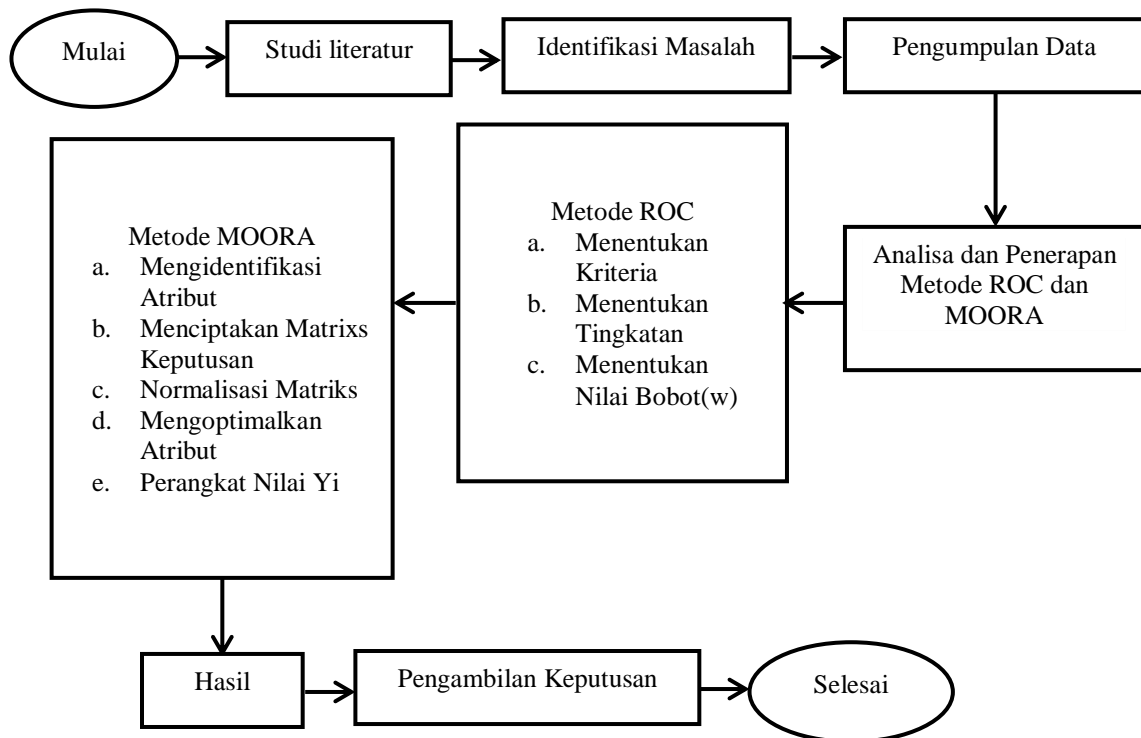 Mulai
Studi literatur
Identifikasi Masalah
Pengumpulan Data
Analisa dan Penerapan
Metode ROC dan
MOORA
Metode ROC
a. Menentukan
Kriteria
b. Menentukan
Tingkatan
c. Menentukan
Nilai Bobot(w)
Metode MOORA
a. Mengidentifikasi
Atribut
b. Menciptakan Matrixs
Keputusan
c. Normalisasi Matriks
d. Mengoptimalkan
Atribut
e. Perangkat Nilai Yi
Hasil
Pengambilan Keputusan
Selesai